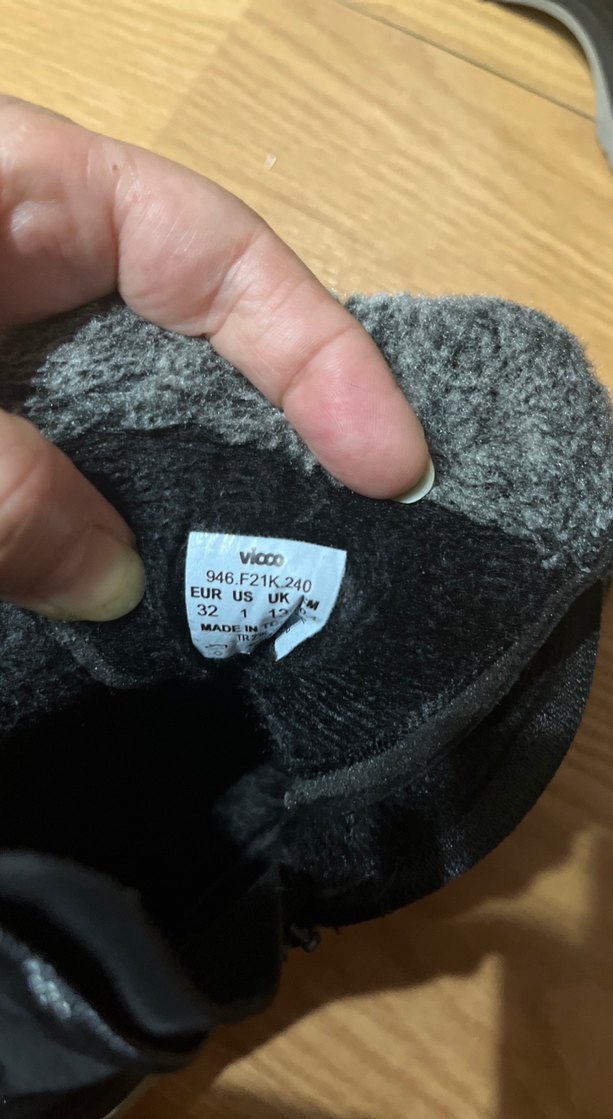 vicco
946.F21K.240
EUR US UK
32 1 13
MADE IN